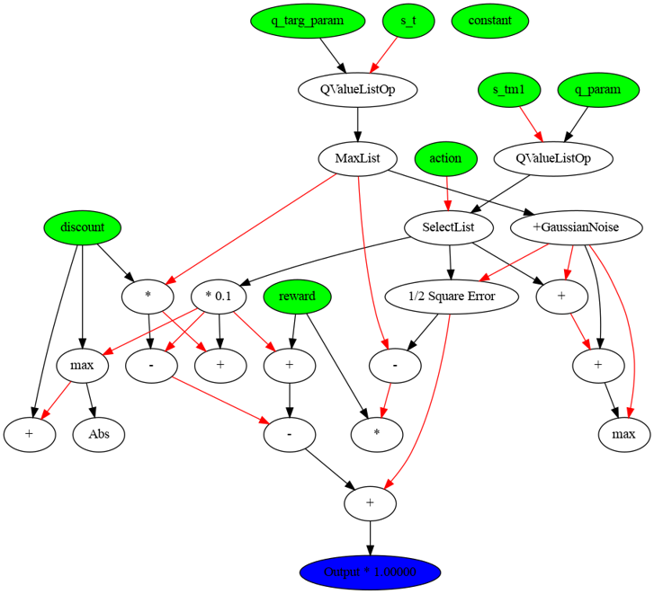 q_targ_param
s_t
constant
QValueListOp
s_tm1
q_param
MaxList
action
QValueListOp
discount
SelectList
+GaussianNoise
*
* 0.1
reward
1/2 Square Error
+
max
-
+
+
-
+
+
Abs
-
*
max
+
Output * 1.00000